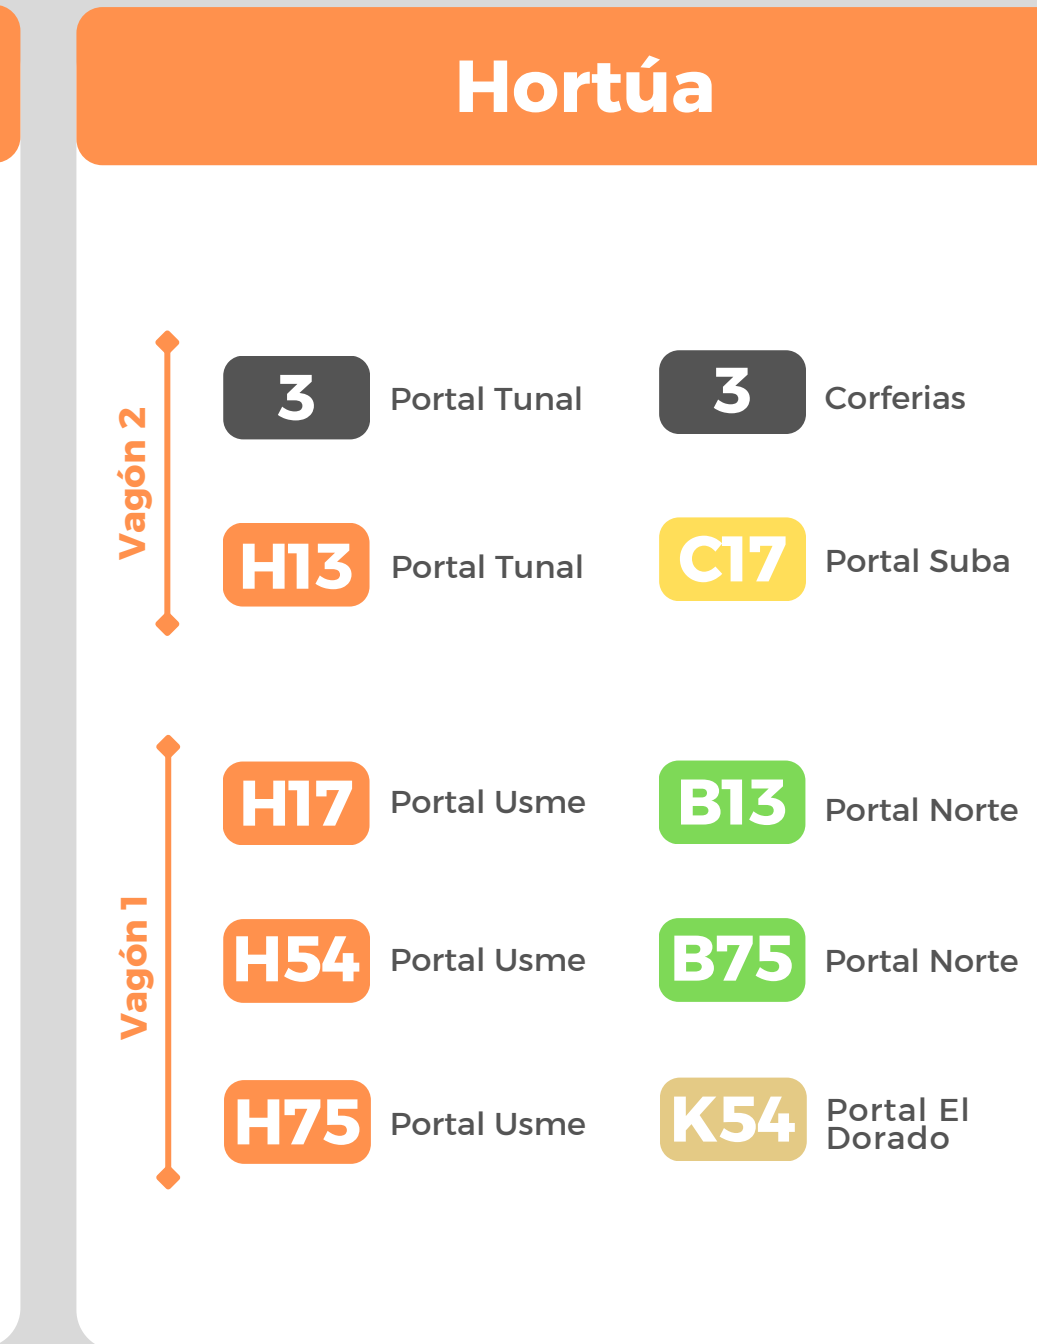 Hortúa
Vagón 2
3 Portal Tunal
3 Corferias
H13 Portal Tunal
C17 Portal Suba
Vagón 1
H17 Portal Usme
B13 Portal Norte
H54 Portal Usme
B75 Portal Norte
H75 Portal Usme
K54 Portal El
Dorado